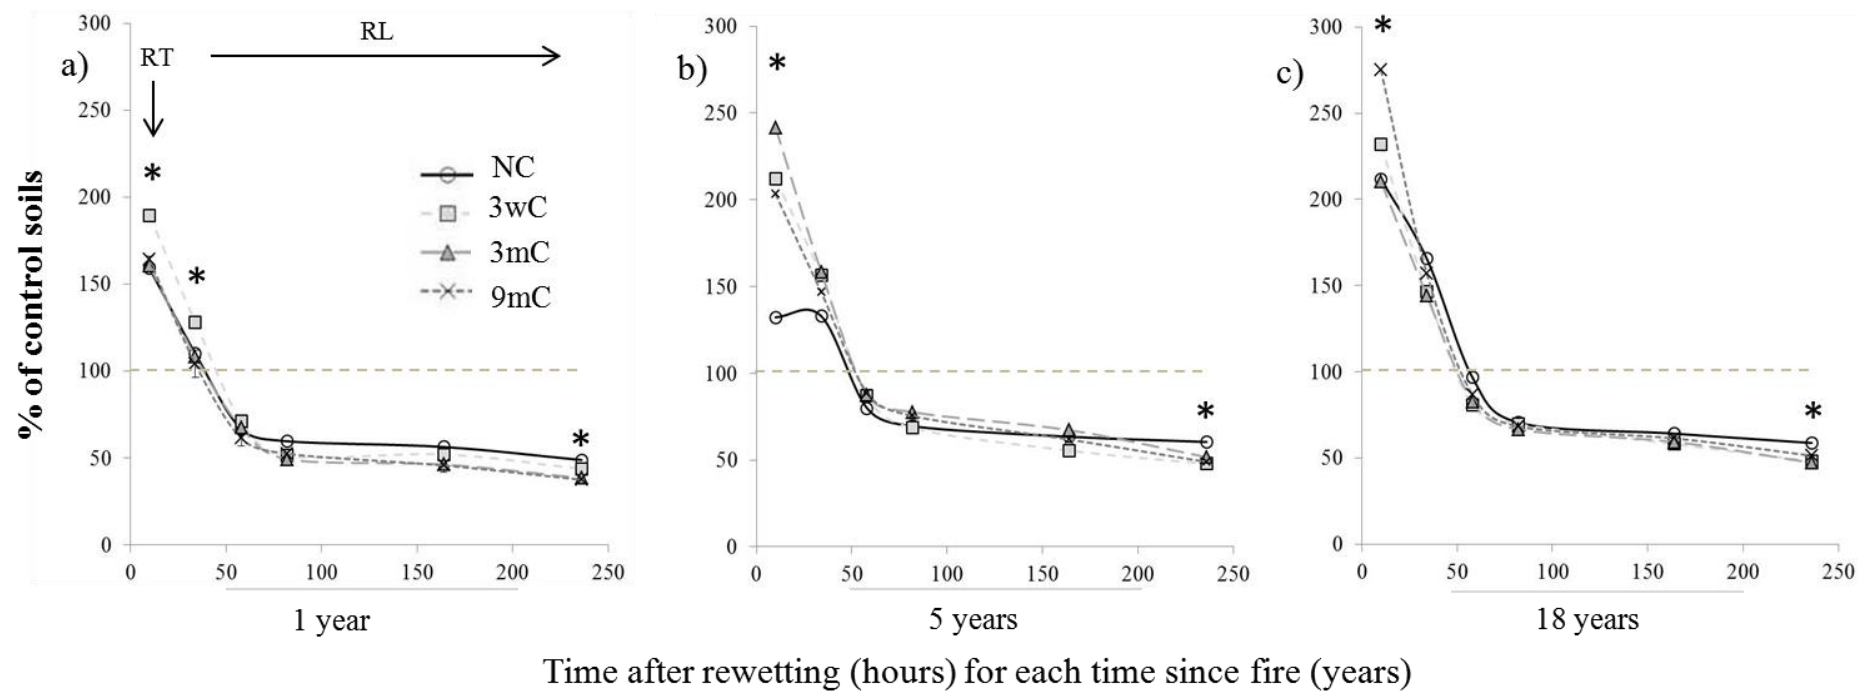 % of control soils
a)
300
250
200
150
100
50
0
0 50 100 150 200 250
RT
RL
*
*
*
NC
3wC
3mC
9mC
1 year
b)
300
250
200
150
100
50
0
0 50 100 150 200 250
*
*
5 years
c)
300
250
200
150
100
50
0
0 50 100 150 200 250
*
*
18 years
Time after rewetting (hours) for each time since fire (years)